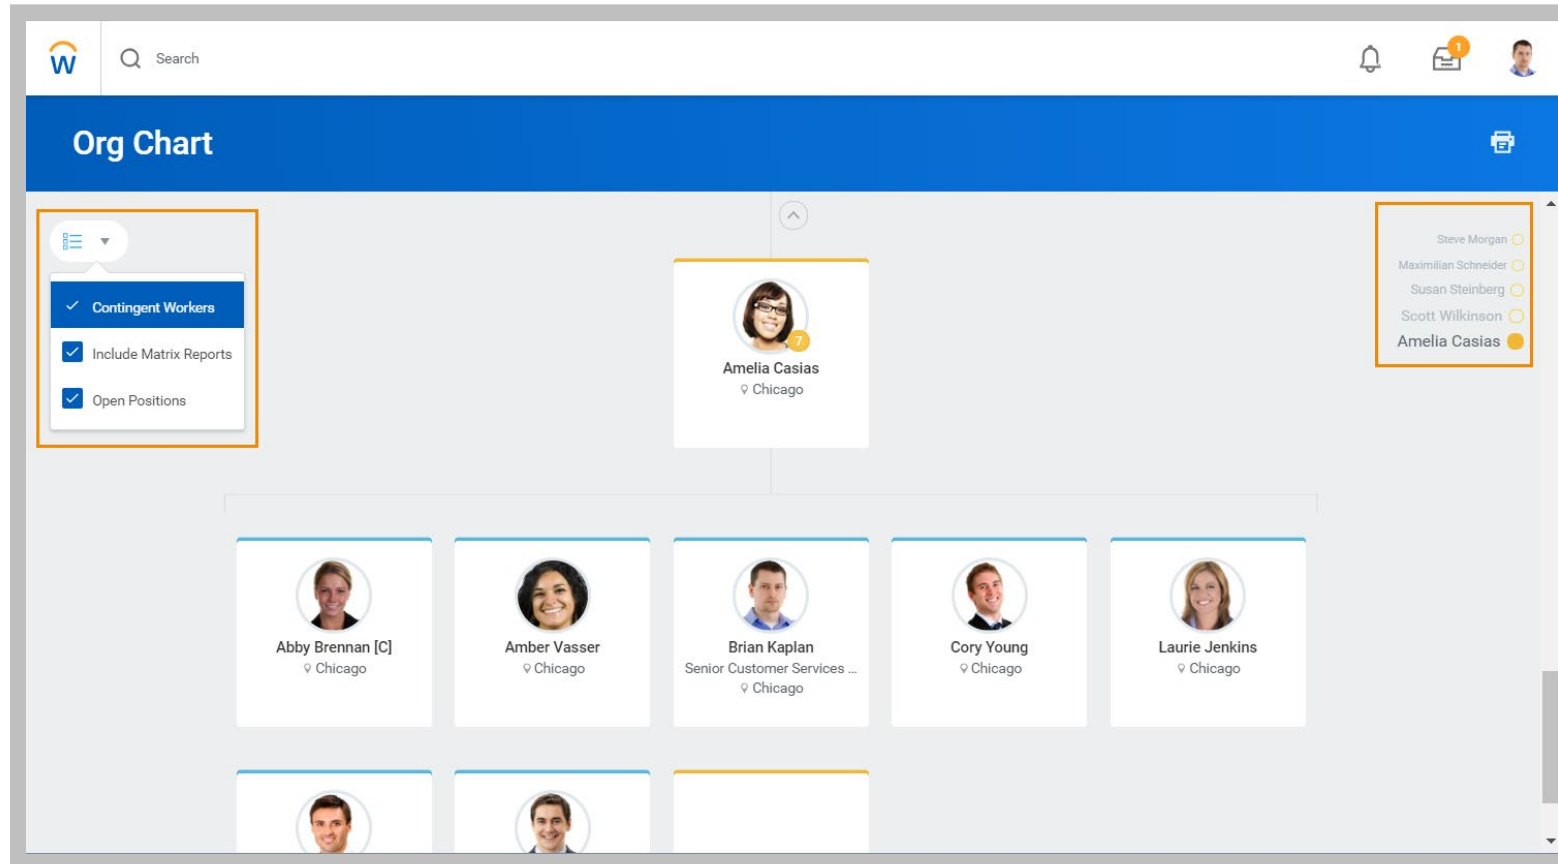 W
Search
1
Org Chart
Contingent Workers
Include Matrix Reports
Open Positions
Steve Morgan
Maximilian Schneider
Susan Steinberg
Scott Wilkinson
Amelia Casias
7
Amelia Casias
Chicago
Abby Brennan [C]
Chicago
Amber Vasser
Chicago
Brian Kaplan
Senior Customer Services ...
Chicago
Cory Young
Chicago
Laurie Jenkins
Chicago